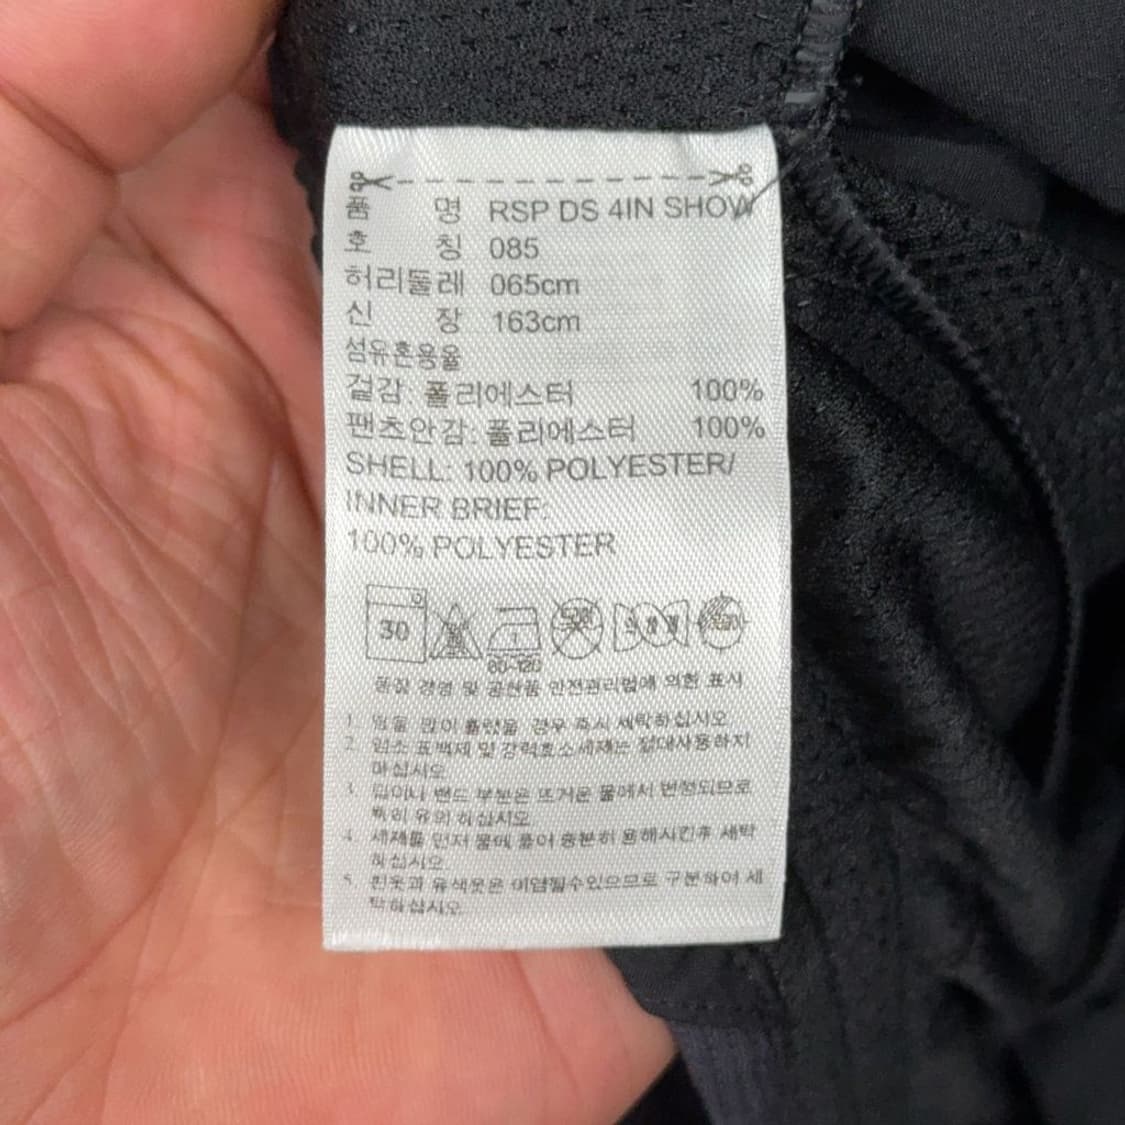 품 명 RSP DS 4IN SHOW
호 칭 085
허리둘레 065cm
신 장 163cm
섬유혼용율
겉감: 폴리에스터 100%
팬츠안감: 폴리에스터 100%
SHELL: 100% POLYESTER/
INNER BRIEF:
100% POLYESTER
30
80-120
품질 경영 및 공산품 안전관리법에 의한 표시
1. 땀을 많이 흘렸을 경우 즉시 세탁하십시오
2. 염소 표백제 및 강력효소세제는 절대사용하지
마십시오
3. 밴드 부분은 뜨거운 물에서 변형되므로
특히 유의 하십시오
4. 세제를 먼저 물에 풀어 충분히 용해시킨후 세탁
하십시오
5. 흰옷과 유색옷은 이염될수있으므로 구분하여 세
탁하십시오